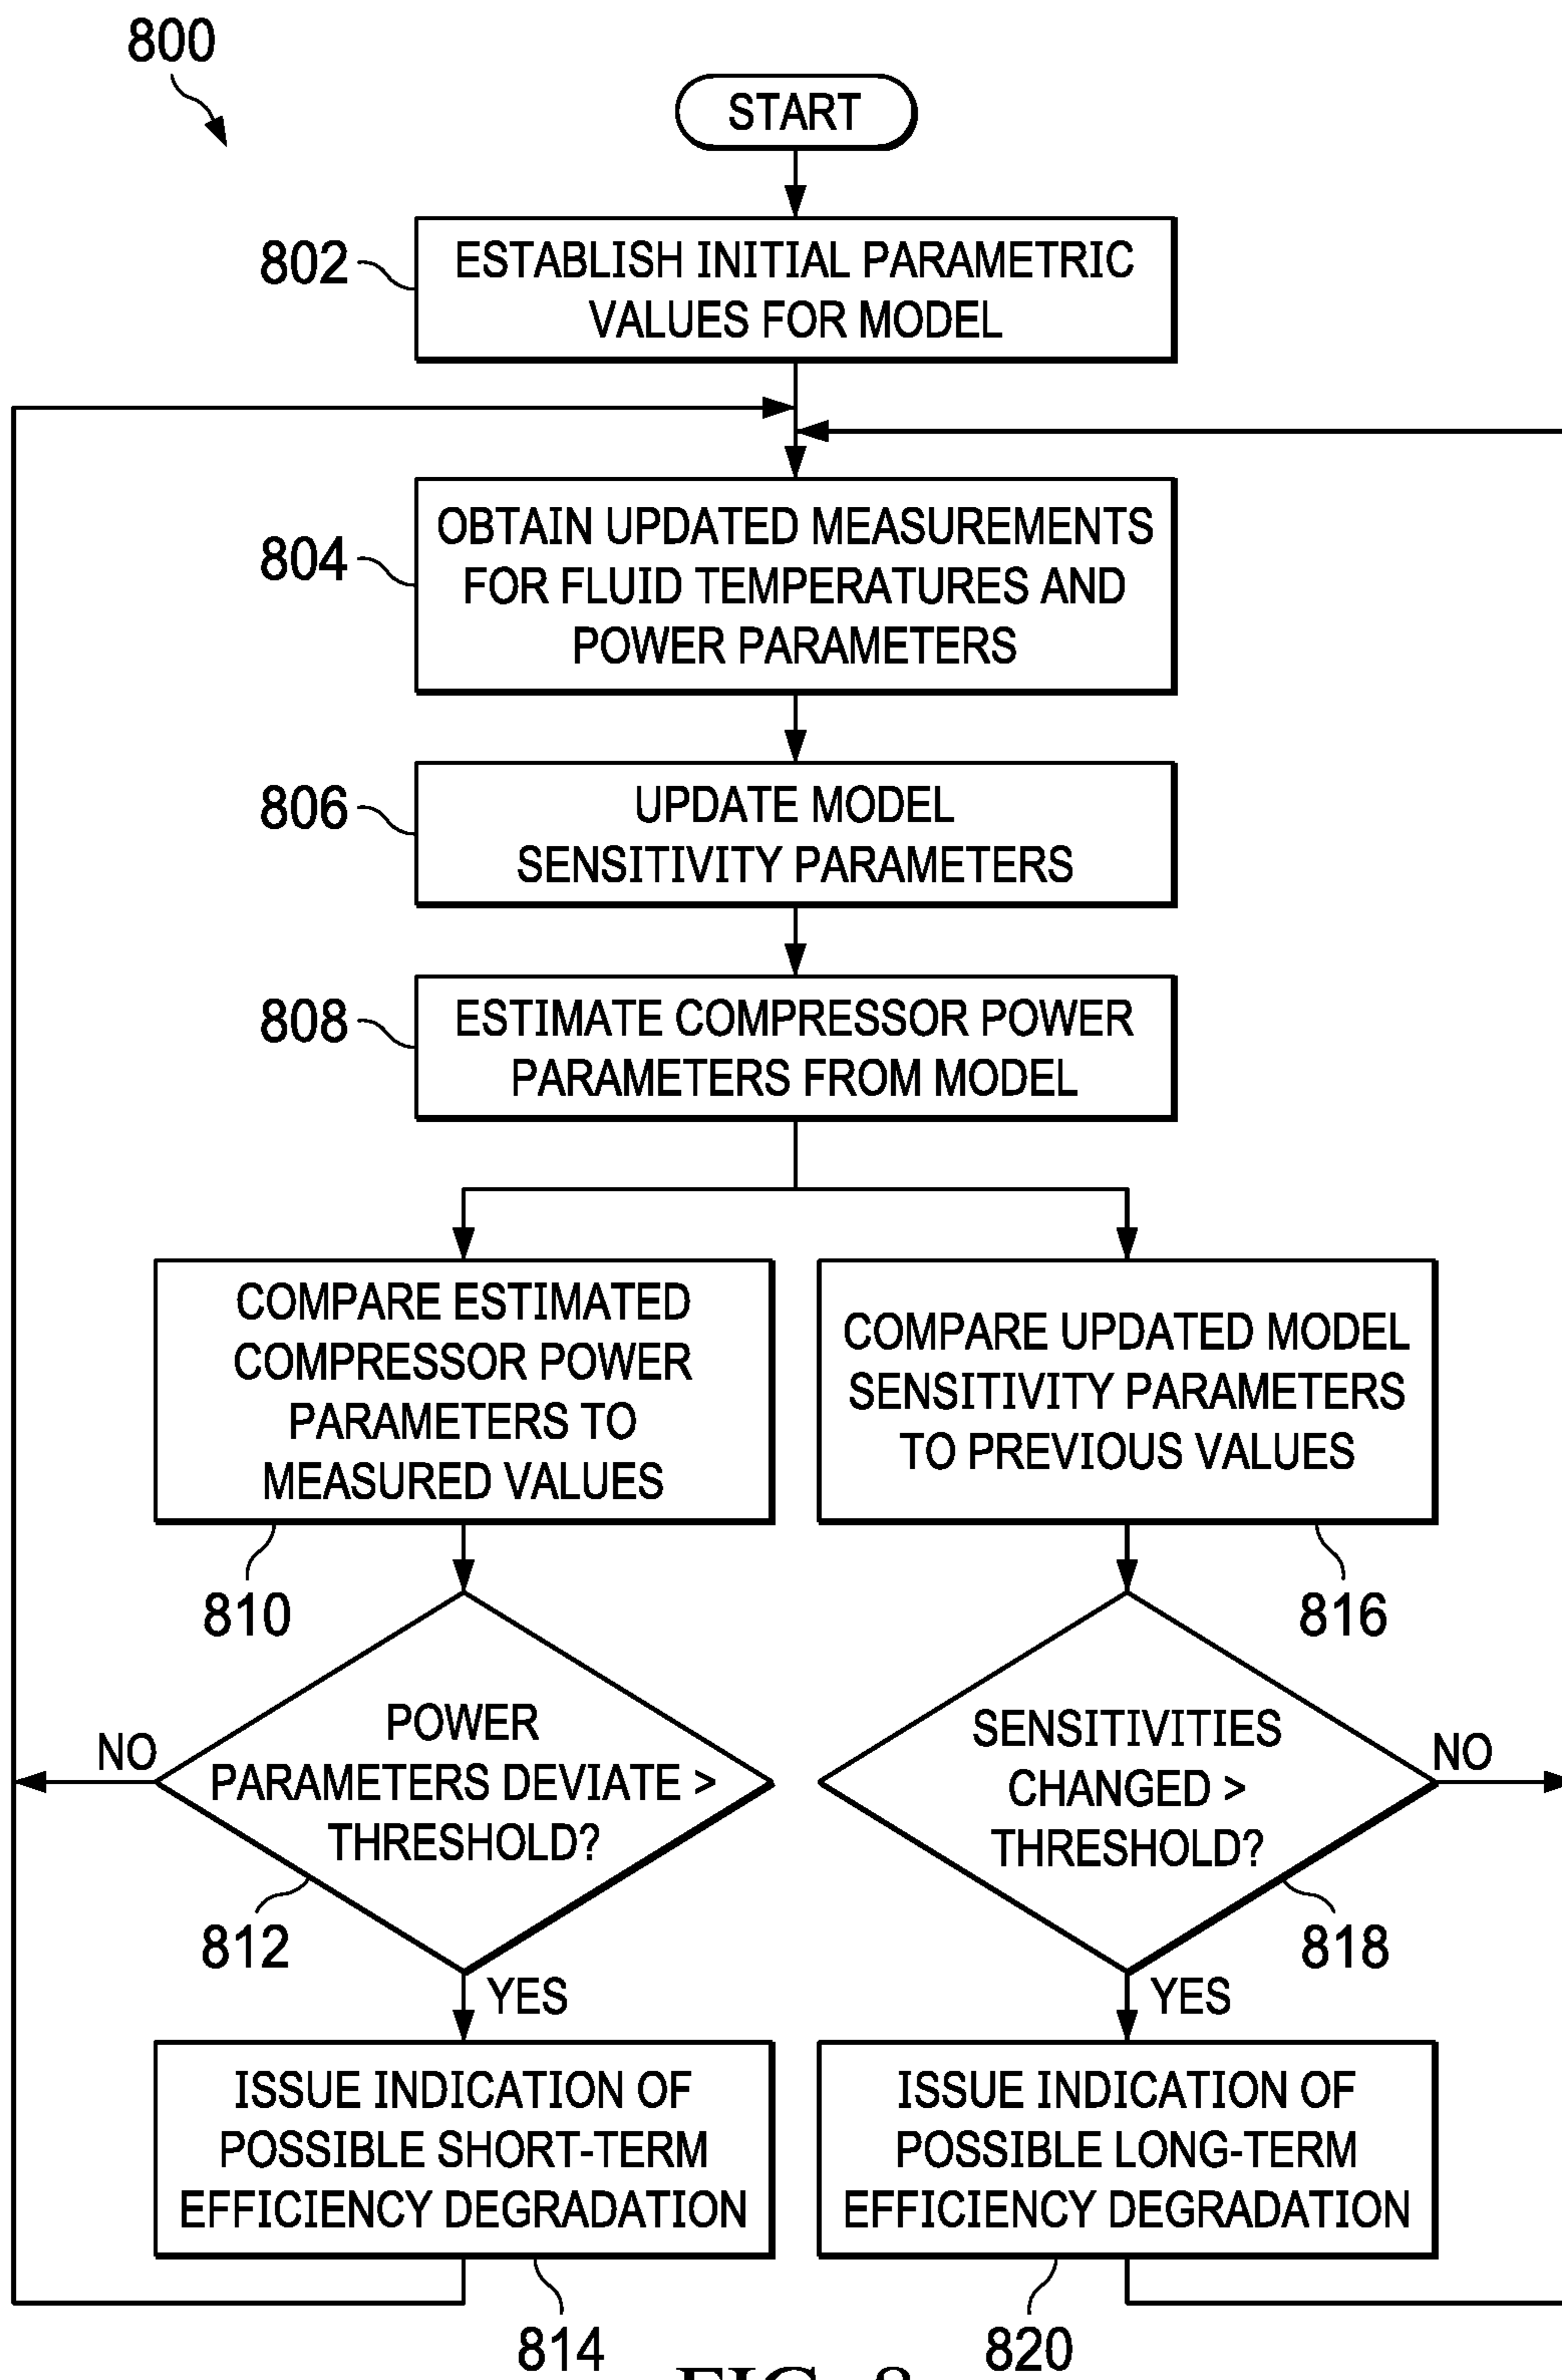 800
START
802
ESTABLISH INITIAL PARAMETRIC
VALUES FOR MODEL
804
OBTAIN UPDATED MEASUREMENTS
FOR FLUID TEMPERATURES AND
POWER PARAMETERS
806
UPDATE MODEL
SENSITIVITY PARAMETERS
808
ESTIMATE COMPRESSOR POWER
PARAMETERS FROM MODEL
COMPARE ESTIMATED
COMPRESSOR POWER
PARAMETERS TO
MEASURED VALUES
810
COMPARE UPDATED MODEL
SENSITIVITY PARAMETERS
TO PREVIOUS VALUES
816
NO
POWER
PARAMETERS DEVIATE >
THRESHOLD?
812
YES
SENSITIVITIES
CHANGED >
THRESHOLD?
NO
818
YES
ISSUE INDICATION OF
POSSIBLE SHORT-TERM
EFFICIENCY DEGRADATION
814
ISSUE INDICATION OF
POSSIBLE LONG-TERM
EFFICIENCY DEGRADATION
820
FIG. 8